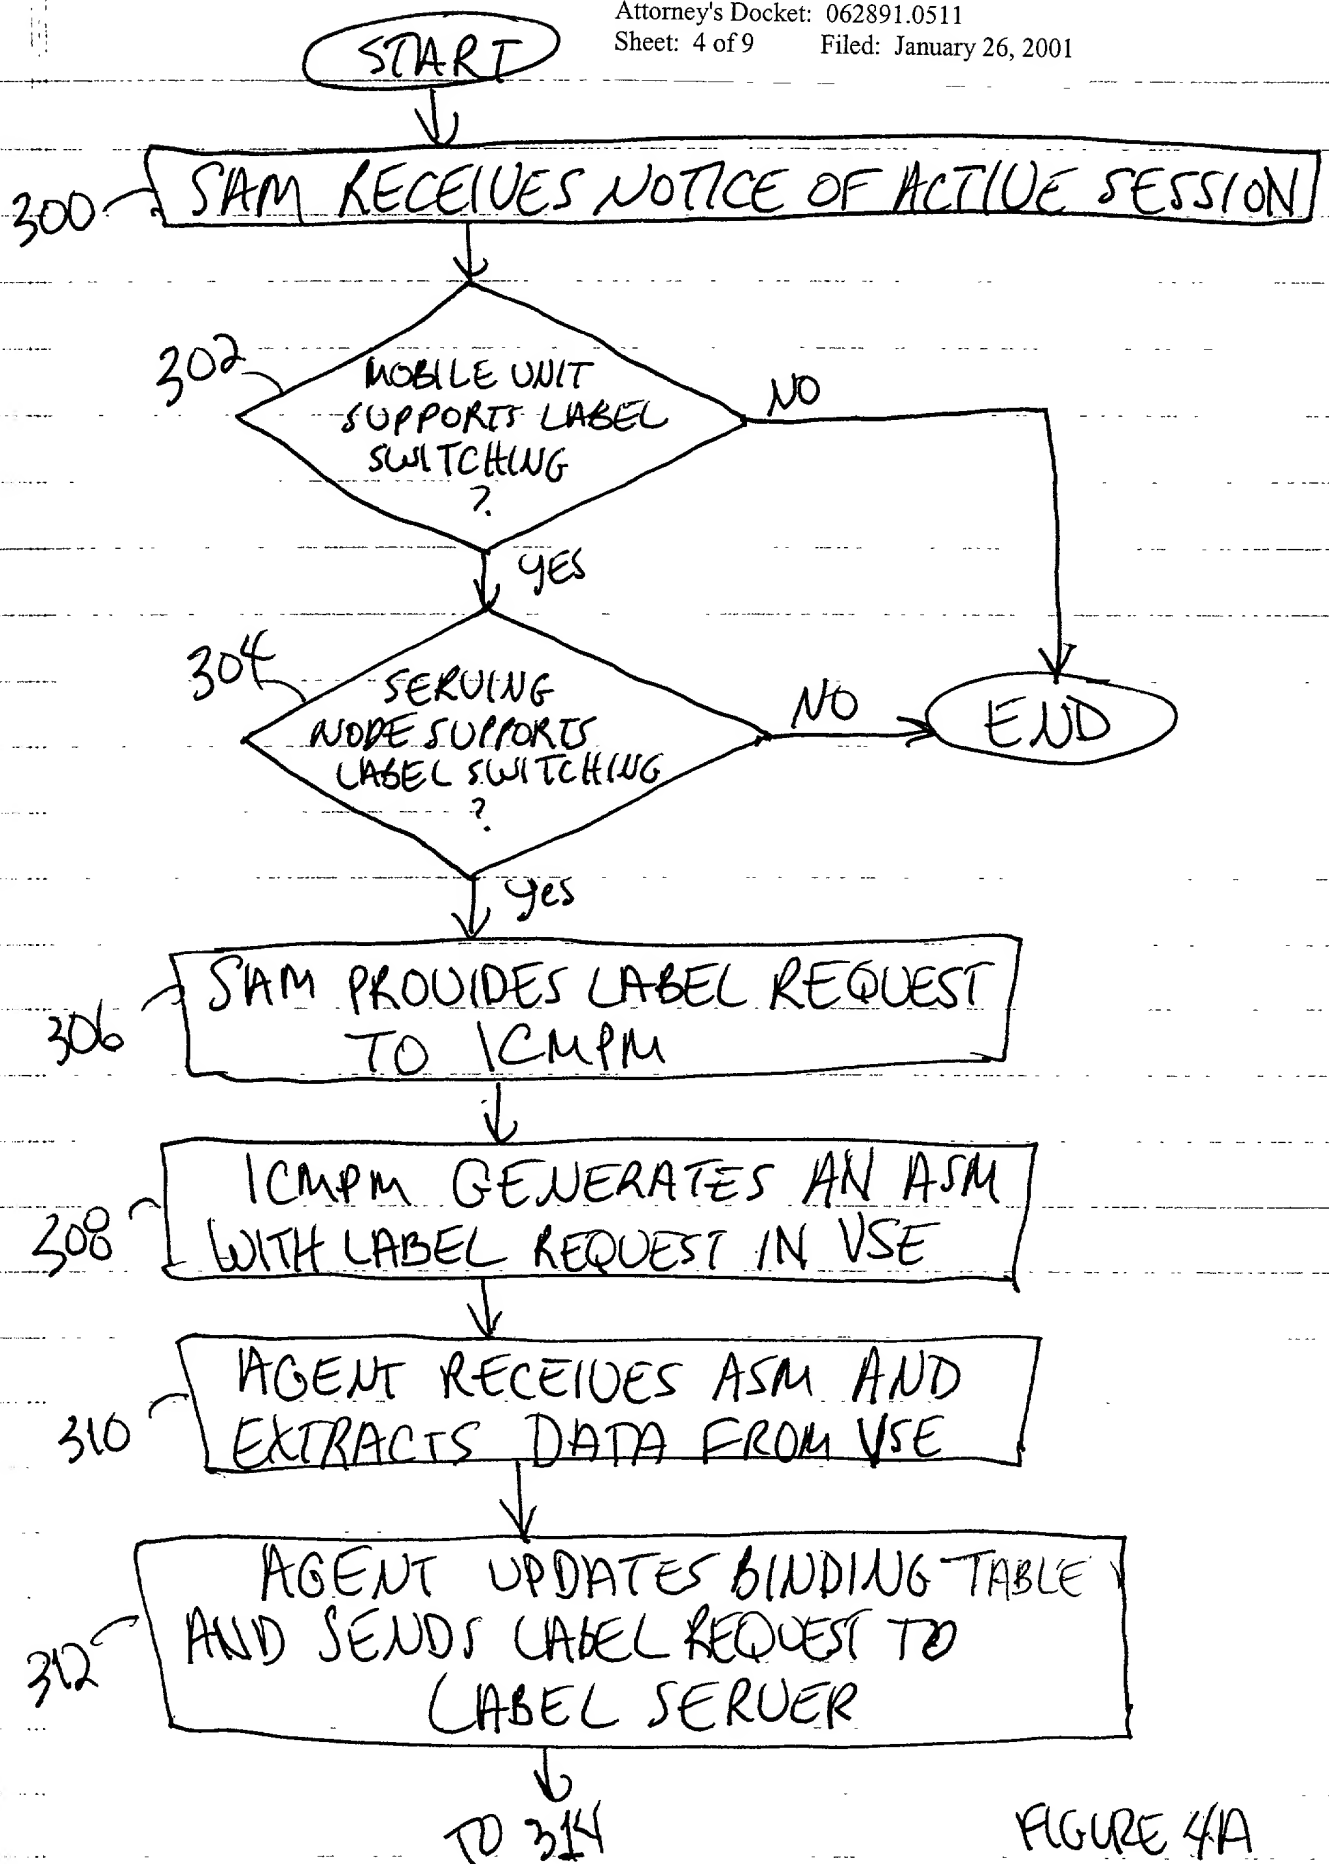 Attorney's Docket: 062891.0511
Sheet: 4 of 9 Filed: January 26, 2001
START
300 SAM RECEIVES NOTICE OF ACTIVE SESSION
302
MOBILE UNIT
SUPPORTS LABEL
SWITCHING
?
NO
YES
304
SERVING
NODE SUPPORTS
LABEL SWITCHING
?
NO
END
yes
306
SAM PROVIDES LABEL REQUEST
TO ICMPM
308
ICMPM GENERATES AN ASM
WITH LABEL REQUEST IN VSE
310
AGENT RECEIVES ASM AND
EXTRACTS DATA FROM VSE
312
AGENT UPDATES BINDING TABLE
AND SENDS LABEL REQUEST TO
LABEL SERVER
TO 314
FIGURE 4A